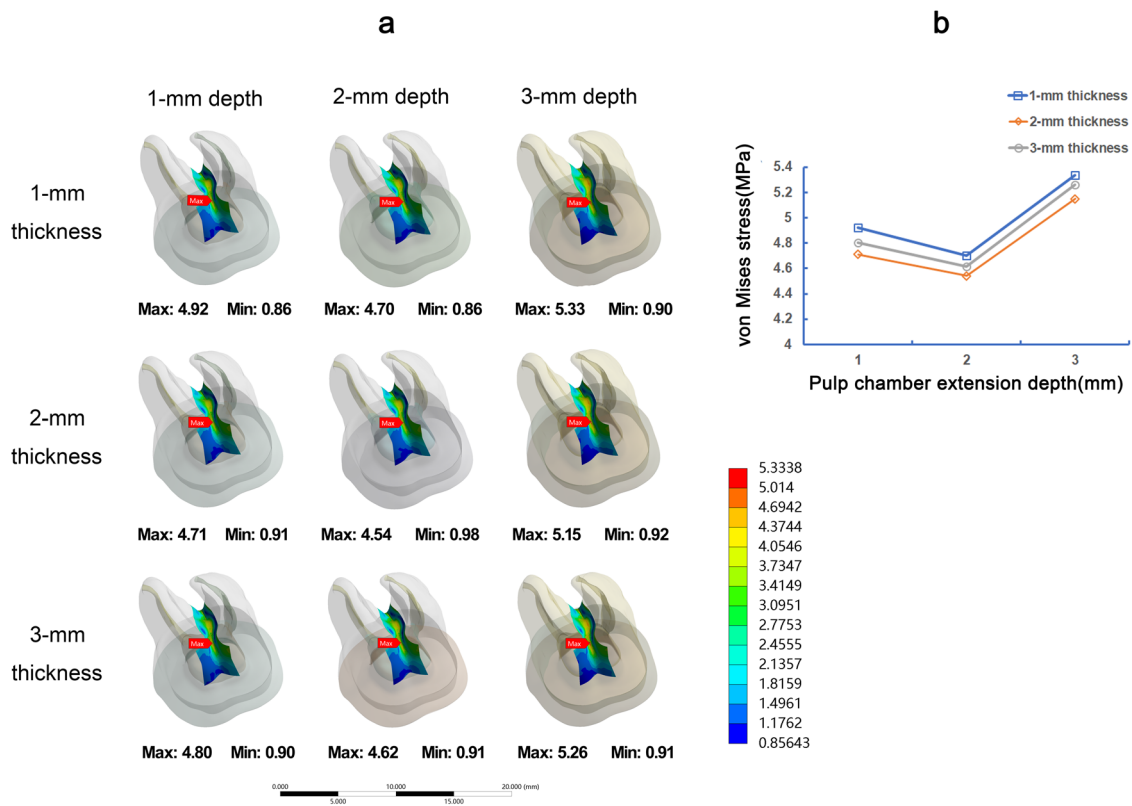 a
b
1-mm depth
2-mm depth
3-mm depth
1-mm
thickness
Max
Max
Max
Max: 4.92 Min: 0.86
Max: 4.70 Min: 0.86
Max: 5.33 Min: 0.90
2-mm
thickness
Max
Max
Max
Max: 4.71 Min: 0.91
Max: 4.54 Min: 0.98
Max: 5.15 Min: 0.92
3-mm
thickness
Max
Max
Max
Max: 4.80 Min: 0.90
Max: 4.62 Min: 0.91
Max: 5.26 Min: 0.91
0.000
10.000
20.000 (mm)
5.000
15.000
1-mm thickness
2-mm thickness
3-mm thickness
von Mises stress(MPa)
5.4
5.2
5
4.8
4.6
4.4
4.2
4
1
2
3
Pulp chamber extension depth(mm)
5.3338
5.014
4.6942
4.3744
4.0546
3.7347
3.4149
3.0951
2.7753
2.4555
2.1357
1.8159
1.4961
1.1762
0.85643